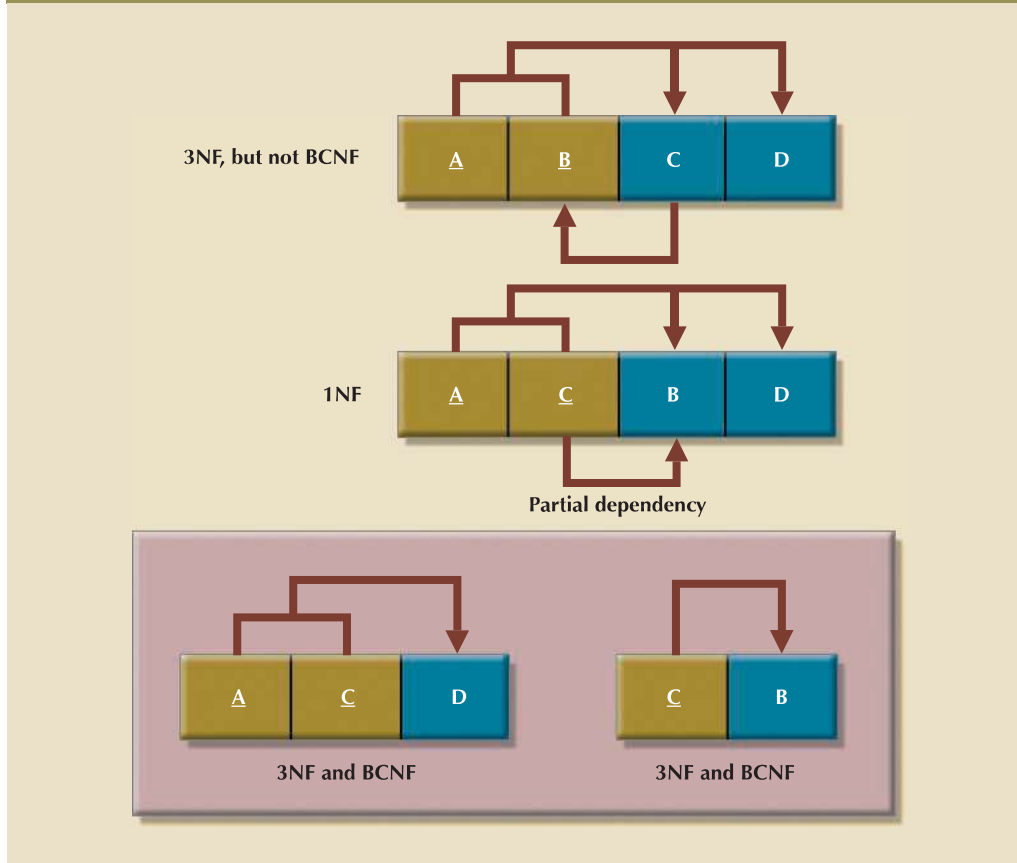 3NF, but not BCNF
A B C D
1NF
A C B D
Partial dependency
A C D
C B
3NF and BCNF
3NF and BCNF